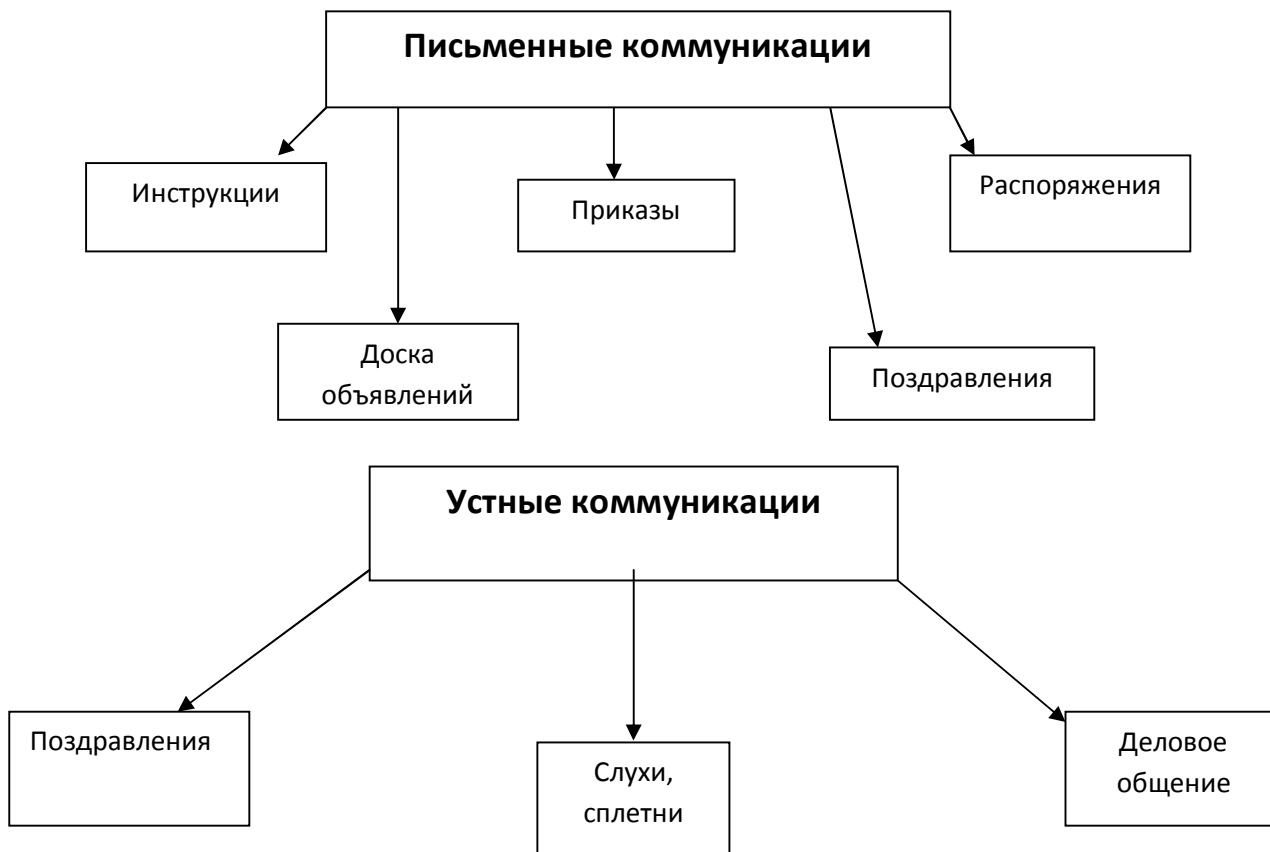 Письменные коммуникации
Инструкции
Приказы
Распоряжения
Доска
объявлений
Поздравления
Устные коммуникации
Поздравления
Слухи,
сплетни
Деловое
общение